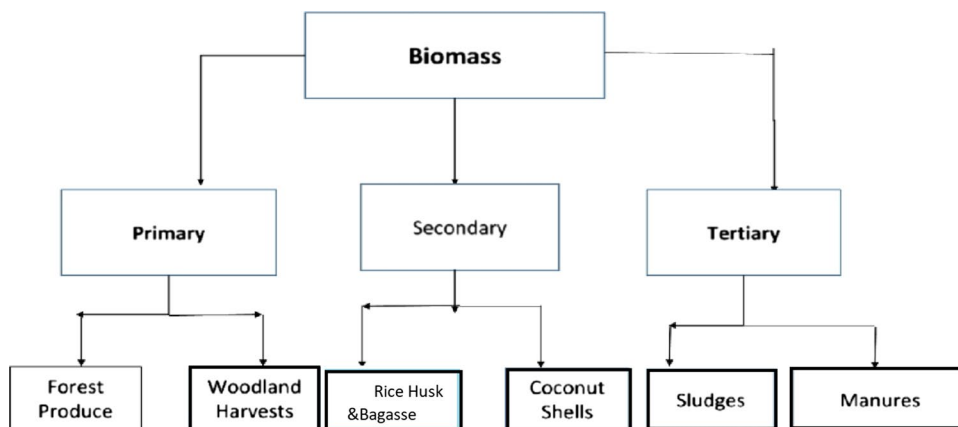 Biomass
Primary
Secondary
Tertiary
Forest
Produce
Woodland
Harvests
Rice Husk
&Bagasse
Coconut
Shells
Sludges
Manures